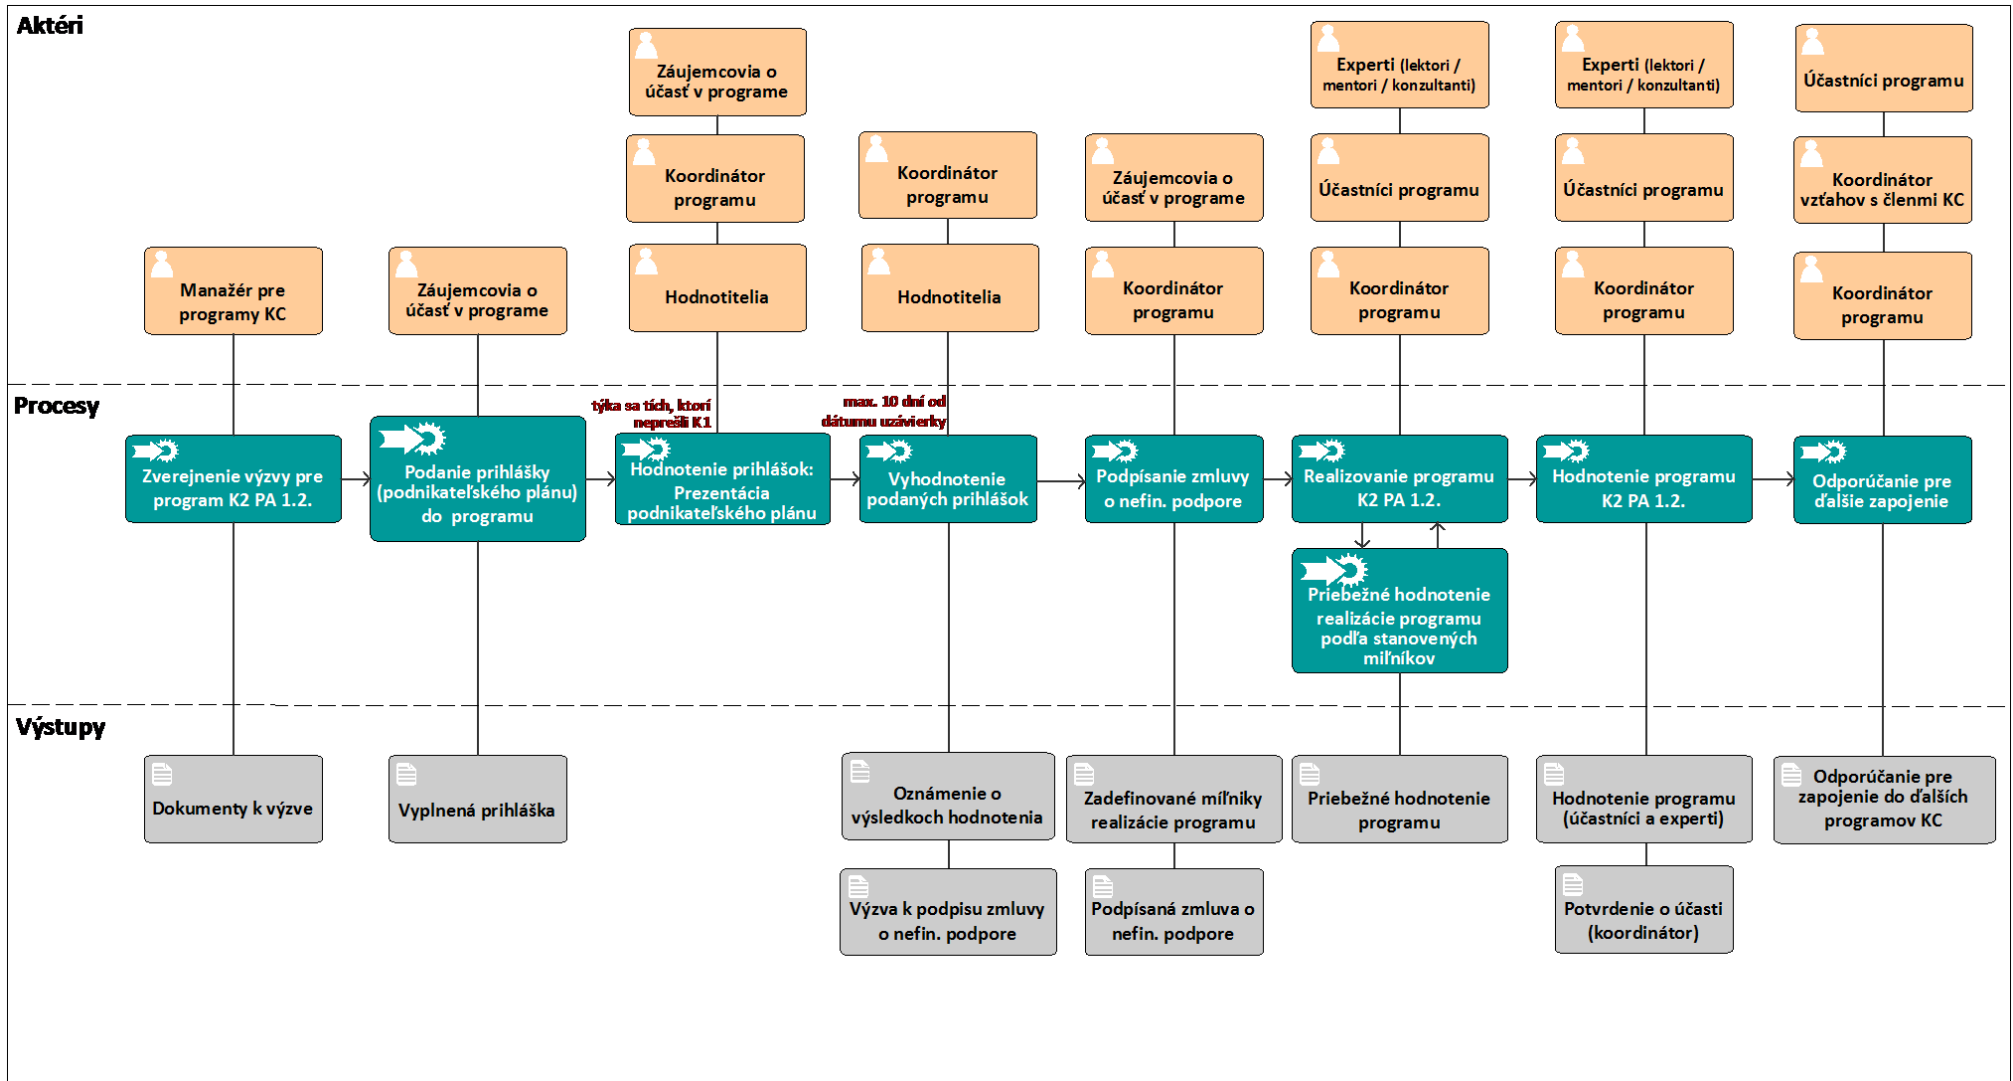 Aktéri
Záujemcovia o
účasť v programe
Koordinátor
programu
Hodnotitelia
Koordinátor
programu
Hodnotitelia
Záujemcovia o
účasť v programe
Koordinátor
programu
Experti (lektori /
mentori / konzultanti)
Účastníci programu
Koordinátor
programu
Experti (lektori /
mentori / konzultanti)
Účastníci programu
Koordinátor
programu
Účastníci programu
Koordinátor
vzťahov s členmi KC
Koordinátor
programu
Manažér pre
programy KC
Záujemcovia o
účasť v programe
Procesy
týka sa tích, ktorí
neprešli K1
max. 10 dní od
dátumu uzávierky
Zverejnenie výzvy pre
program K2 PA 1.2.
Podanie prihlášky
(podnikateľského plánu)
do programu
Hodnotenie prihlášok:
Prezentácia
podnikateľského plánu
Vyhodnotenie
podaných prihlášok
Podpísanie zmluvy
o nefin. podpore
Realizovanie programu
K2 PA 1.2.
Hodnotenie programu
K2 PA 1.2.
Odporúčanie pre
ďalšie zapojenie
Priebežné hodnotenie
realizácie programu
podľa stanovených
miľníkov
Výstupy
Dokumenty k výzve
Vyplnená prihláška
Oznámenie o
výsledkoch hodnotenia
Výzva k podpisu zmluvy
o nefin. podpore
Zadefinované míľniky
realizácie programu
Podpísaná zmluva o
nefin. podpore
Priebežné hodnotenie
programu
Hodnotenie programu
(účastníci a experti)
Potvrdenie o účasti
(koordinátor)
Odporúčanie pre
zapojenie do ďalších
programov KC